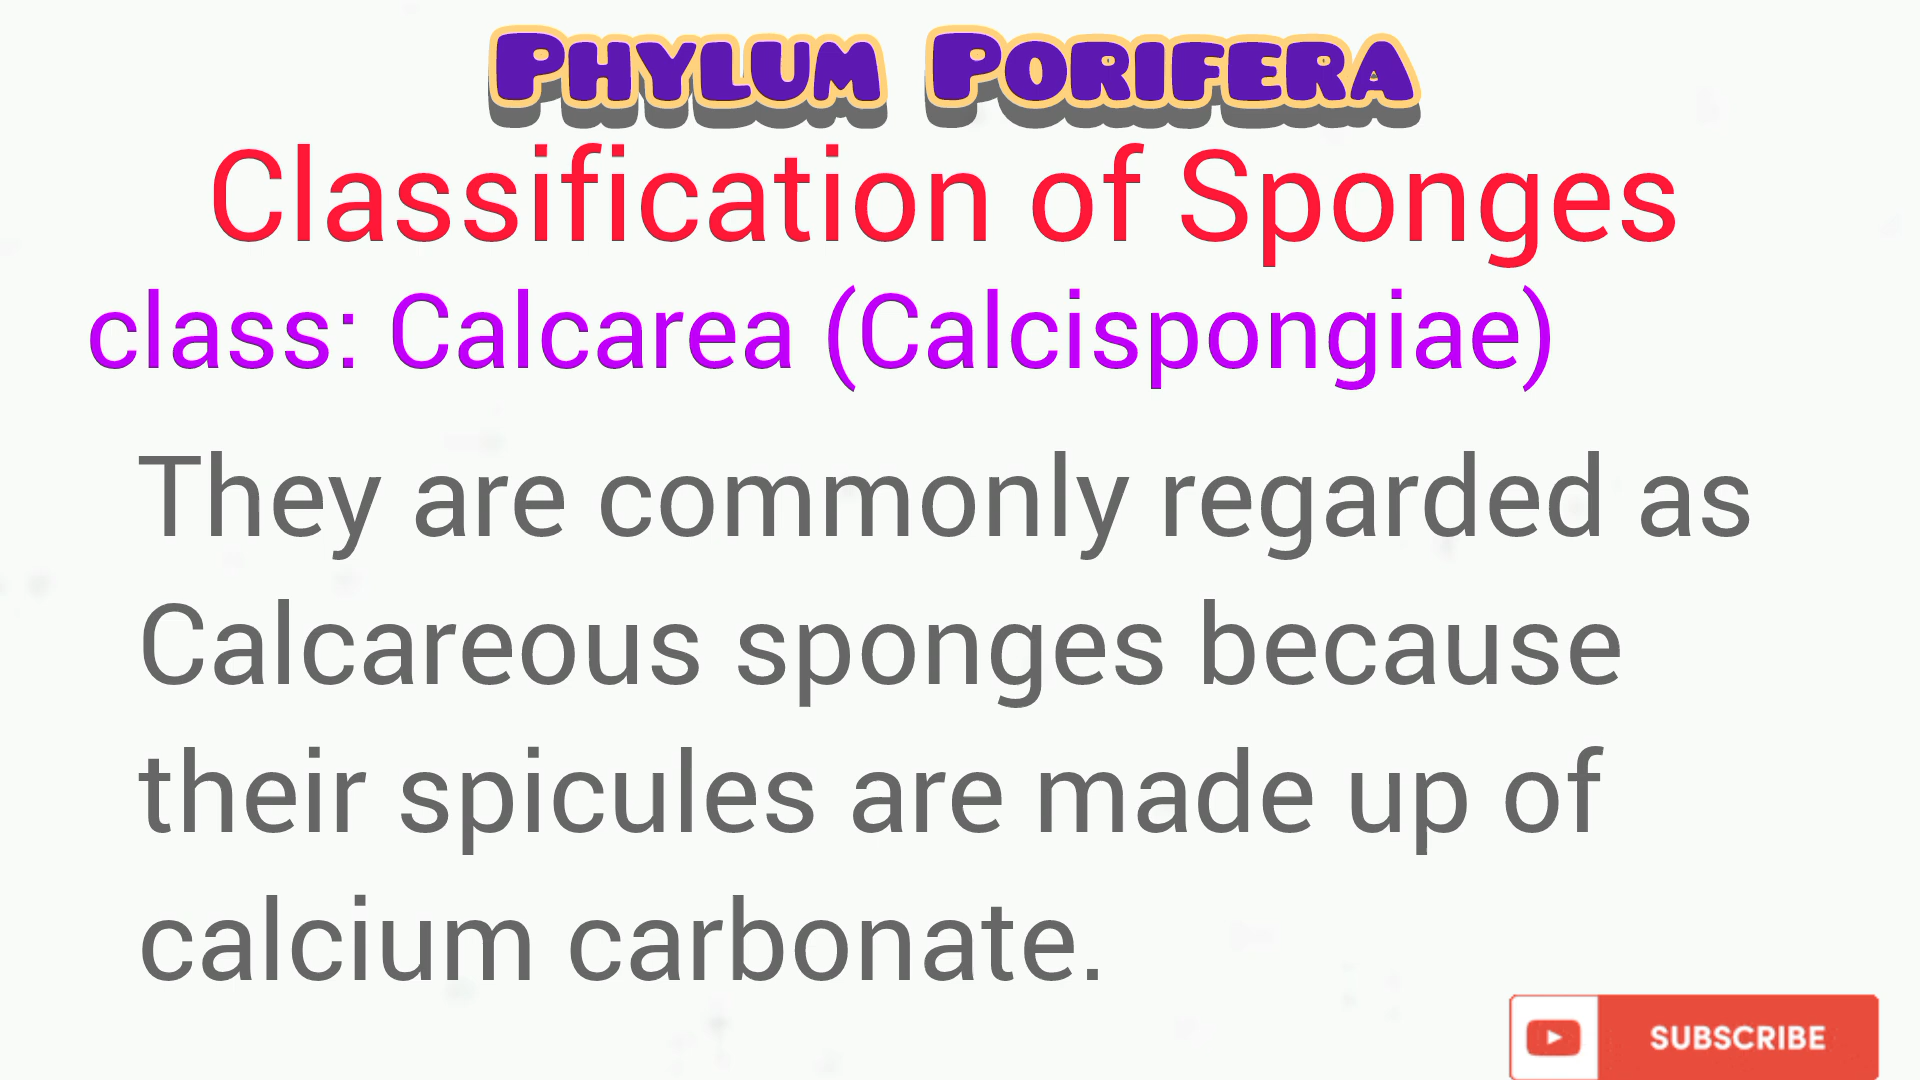 PHYLUM PORIFERA
Classification of Sponges
class: Calcarea (Calcispongiae)
They are commonly regarded as
Calcareous sponges because
their spicules are made up of
calcium carbonate.
SUBSCRIBE